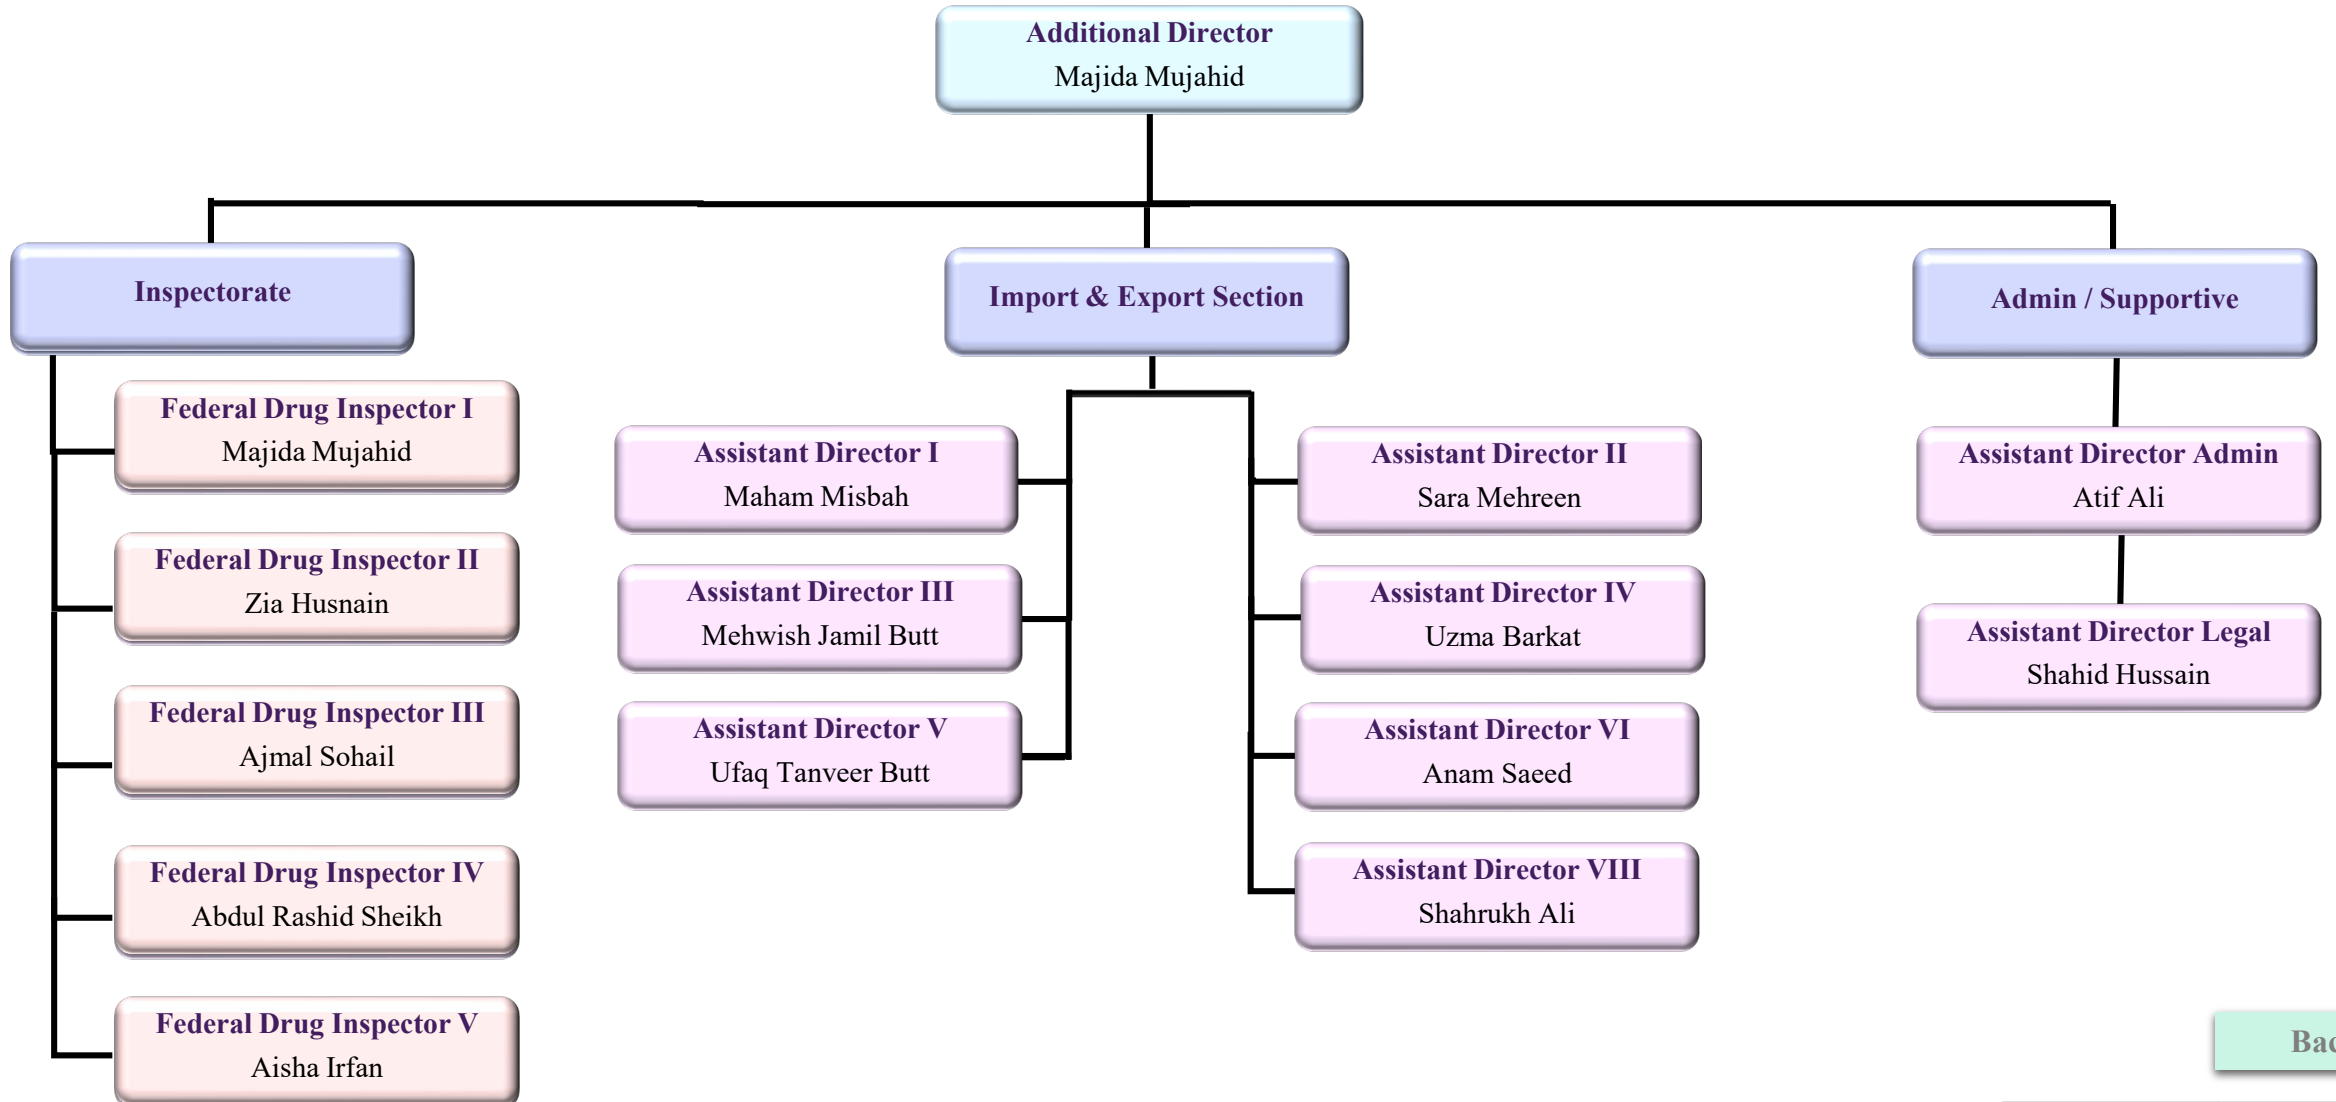 Additional Director
Majida Mujahid
Inspectorate
Import & Export Section
Admin / Supportive
Federal Drug Inspector I
Majida Mujahid
Federal Drug Inspector II
Zia Husnain
Federal Drug Inspector III
Ajmal Sohail
Federal Drug Inspector IV
Abdul Rashid Sheikh
Federal Drug Inspector V
Aisha Irfan
Assistant Director I
Maham Misbah
Assistant Director III
Mehwish Jamil Butt
Assistant Director V
Ufaq Tanveer Butt
Assistant Director II
Sara Mehreen
Assistant Director IV
Uzma Barkat
Assistant Director VI
Anam Saeed
Assistant Director VIII
Shahrukh Ali
Assistant Director Admin
Atif Ali
Assistant Director Legal
Shahid Hussain